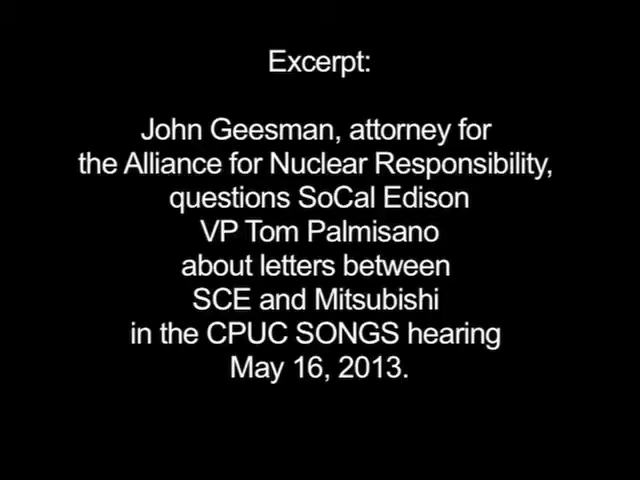 Excerpt:
John Geesman, attorney for
the Alliance for Nuclear Responsibility,
questions SoCal Edison
VP Tom Palmisano
about letters between
SCE and Mitsubishi
in the CPUC SONGS hearing
May 16, 2013.